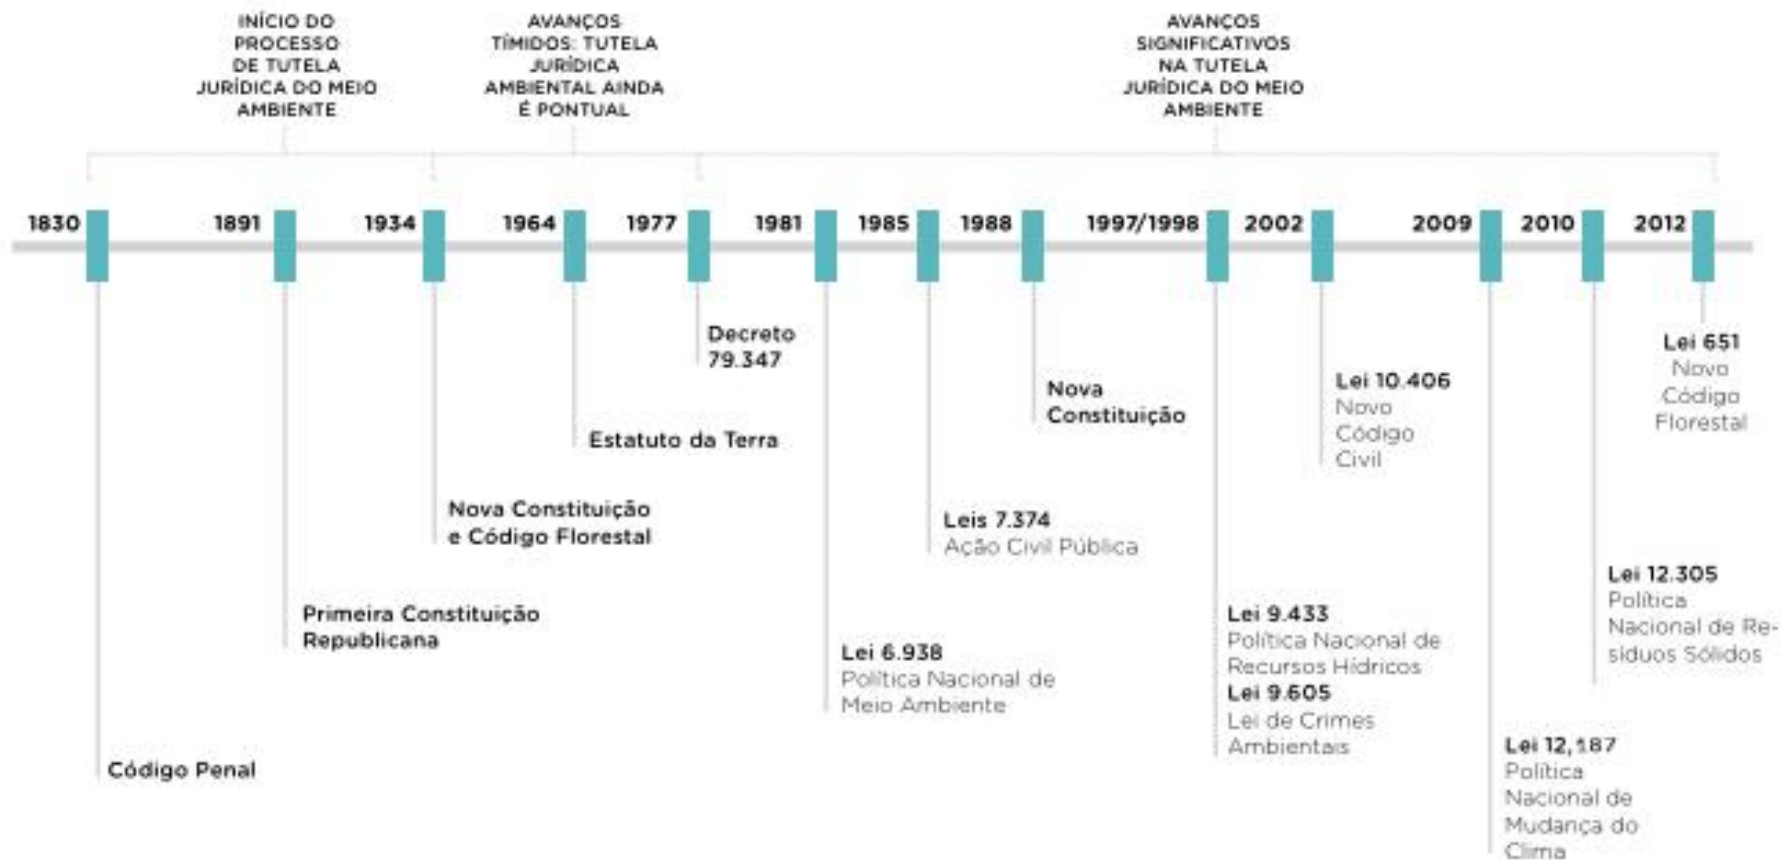 INÍCIO DO
PROCESSO
DE TUTELA
JURÍDICA DO MEIO
AMBIENTE
AVANÇOS
TÍMIDOS: TUTELA
JURÍDICA
AMBIENTAL AINDA
É PONTUAL
AVANÇOS
SIGNIFICATIVOS
NA TUTELA
JURÍDICA DO MEIO
AMBIENTE
1830
1891
1934
1964
1977
1981
1985
1988
1997/1998
2002
2009
2010
2012
Código Penal
Primeira Constituição
Republicana
Nova Constituição
e Código Florestal
Estatuto da Terra
Decreto
79.347
Lei 6.938
Política Nacional de
Meio Ambiente
Leis 7.374
Ação Civil Pública
Nova
Constituição
Lei 9.433
Política Nacional de
Recursos Hídricos
Lei 9.605
Lei de Crimes
Ambientais
Lei 10.406
Novo
Código
Civil
Lei 12,187
Política
Nacional de
Mudança do
Clima
Lei 12.305
Política
Nacional de Re-
síduos Sólidos
Lei 651
Novo
Código
Florestal